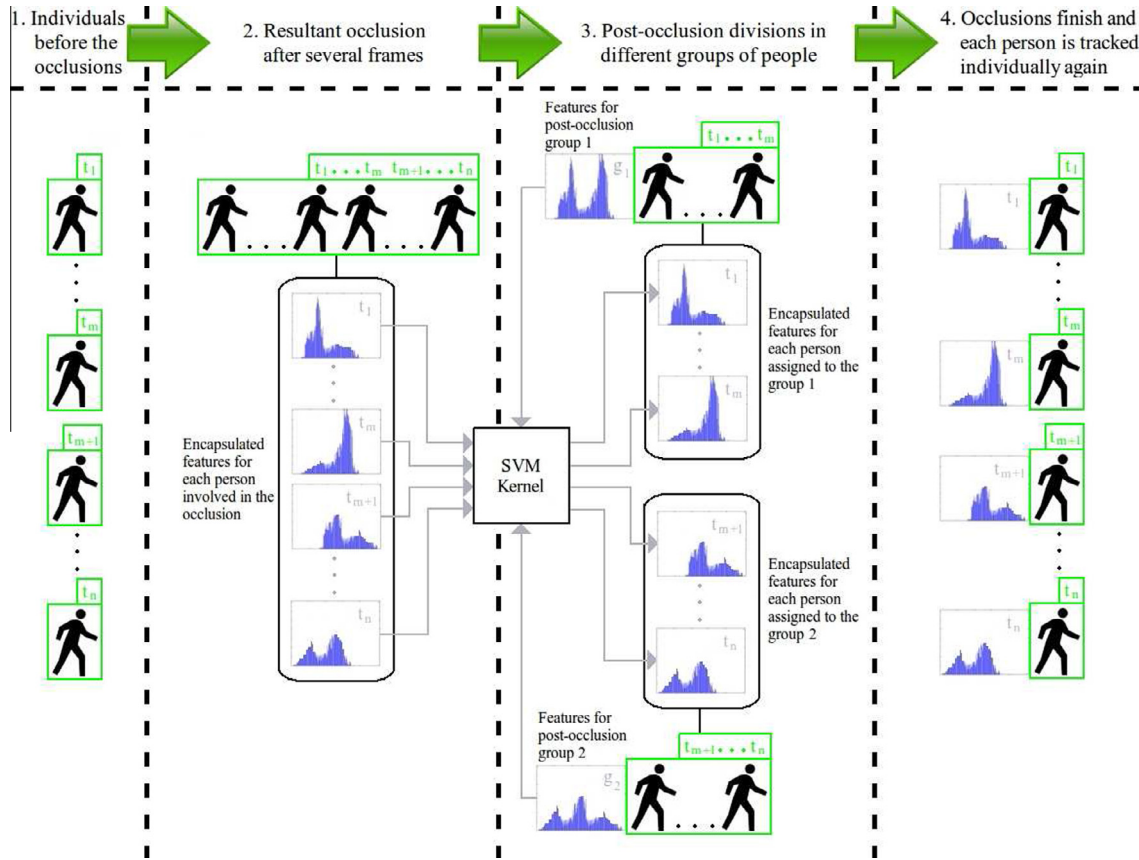 1. Individuals
before the
occlusions
2. Resultant occlusion
after several frames
3. Post-occlusion divisions in
different groups of people
4. Occlusions finish and
each person is tracked
individually again
t1
tm
tm+1
tn
t1...tm tm+1...tn
t1
tm
tm+1
tn
Encapsulated
features for
each person
involved in the
occlusion
SVM
Kernel
Features for
post-occlusion
group 1
g1
t1...tm
t1
tm
Encapsulated
features for
each person
assigned to the
group 1
tm+1
tn
Encapsulated
features for
each person
assigned to the
group 2
Features for
post-occlusion
group 2
g2
tm+1...tn
t1
t1
tm
tm
tm+1
tm+1
tn
tn